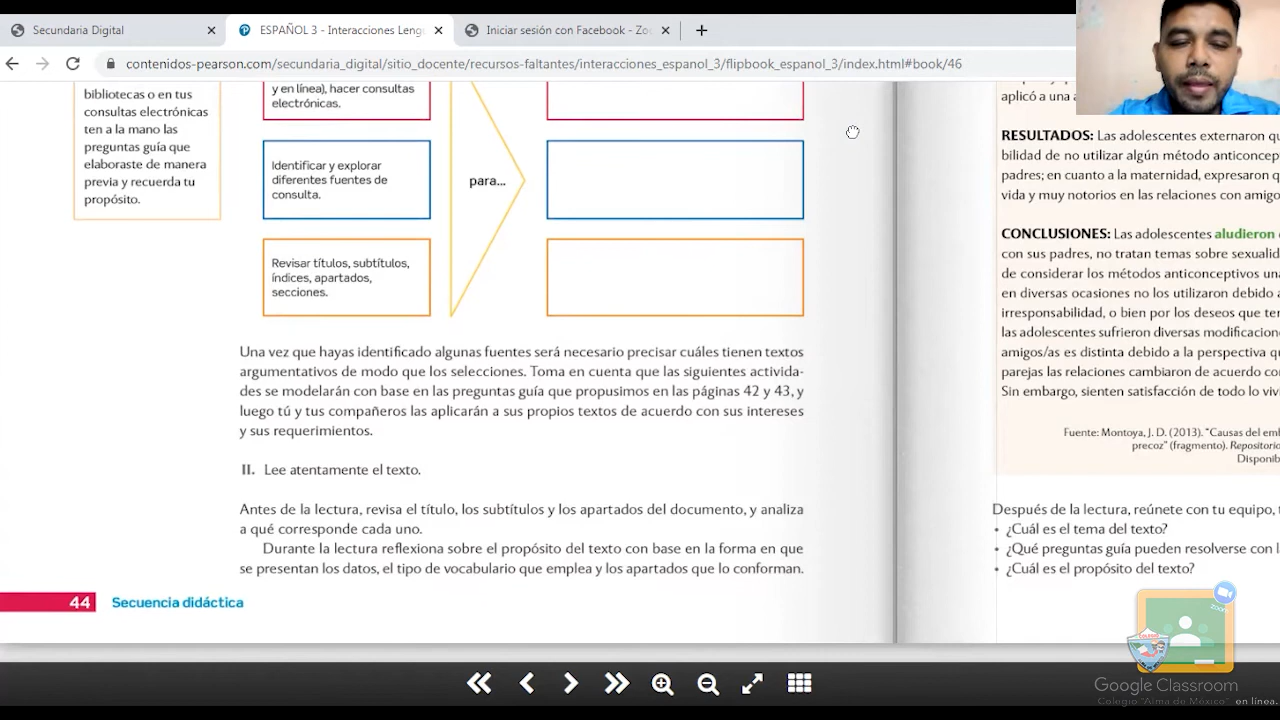 Secundaria Digital
ESPAÑOL 3 - Interacciones Leng
Iniciar sesión con Facebook - Zo
contenidos-pearson.com/secundaria_digital/sitio_docente/recursos-faltantes/interacciones_espanol_3/flipbook_espanol_3/index.html#book/46
bibliotecas o en tus
consultas electrónicas
ten a la mano las
preguntas guía que
elaboraste de manera
previa y recuerda tu
propósito.
y en línea), hacer consultas
electrónicas.
Identificar y explorar
diferentes fuentes de
consulta.
Revisar títulos, subtítulos,
índices, apartados,
secciones.
para...
Una vez que hayas identificado algunas fuentes será necesario precisar cuáles tienen textos
argumentativos de modo que los selecciones. Toma en cuenta que las siguientes activida-
des se modelarán con base en las preguntas guía que propusimos en las páginas 42 y 43, y
luego tú y tus compañeros las aplicarán a sus propios textos de acuerdo con sus intereses
y sus requerimientos.
II. Lee atentamente el texto.
Antes de la lectura, revisa el título, los subtítulos y los apartados del documento, y analiza
a qué corresponde cada uno.
Durante la lectura reflexiona sobre el propósito del texto con base en la forma en que
se presentan los datos, el tipo de vocabulario que emplea y los apartados que lo conforman.
44 Secuencia didáctica
aplicó a una
RESULTADOS: Las adolescentes externaron
bilidad de no utilizar algún método
padres; en cuanto a la maternidad, expresaron
vida y muy notorios en las relaciones con
CONCLUSIONES: Las adolescentes aludieron
con sus padres, no tratan temas sobre
de considerar los métodos anticonceptivos
en diversas ocasiones no los utilizaron debido
irresponsabilidad, o bien por los deseos que
las adolescentes sufrieron diversas
amigos/as es distinta debido a la perspectiva
parejas las relaciones cambiaron de acuerdo
Sin embargo, sienten satisfacción de todo lo
Fuente: Montoya, J. D. (2013). "Causas del
precoz" (fragmento). Repositorio
Después de la lectura, reúnete con tu equipo,
• ¿Cuál es el tema del texto?
• ¿Qué preguntas guía pueden resolverse con
• ¿Cuál es el propósito del texto?
zoom
Google Classroom
Colegio "Alma de México" en línea.